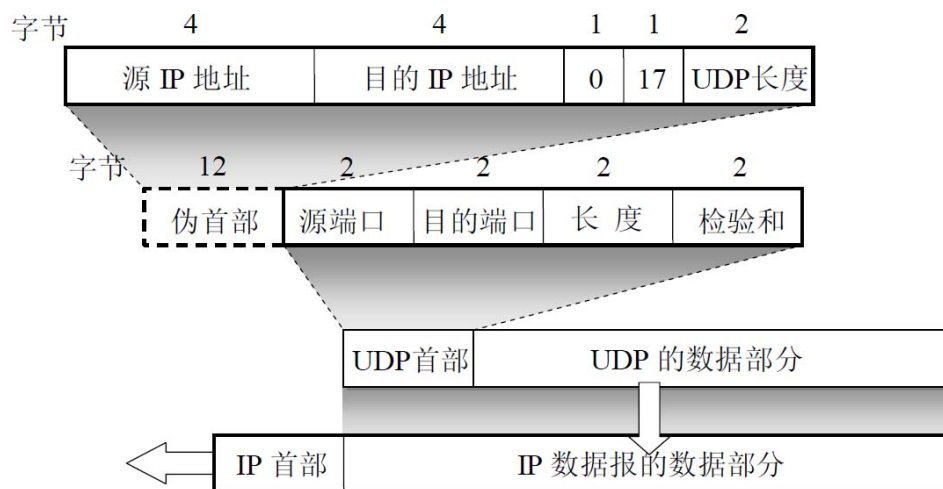 字节 4 4 1 1 2
源 IP 地址 目的 IP 地址 0 17 UDP长度
字节 12 2 2 2 2
伪首部 源端口 目的端口 长 度 检验和
UDP首部 UDP 的数据部分
IP 首部 IP 数据报的数据部分